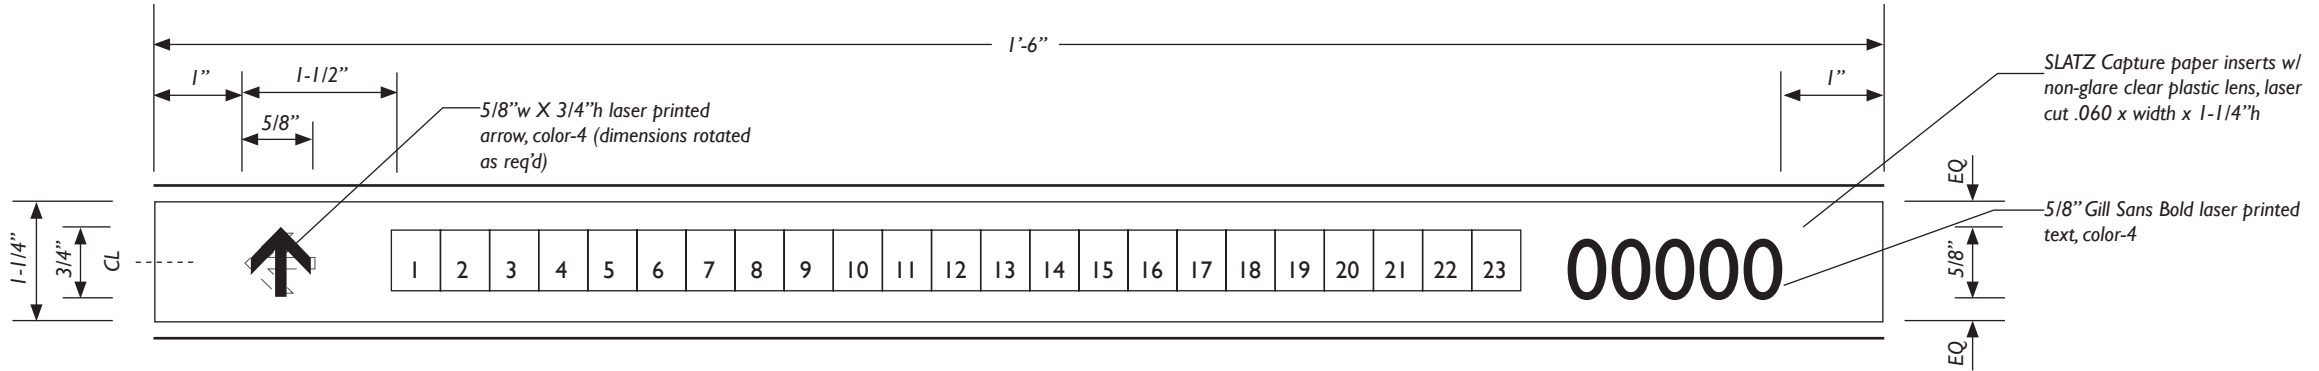 1’-6”
1”
1-1/2”
1”
5/8”
5/8”w X 3/4”h laser printed
arrow, color-4 (dimensions rotated
as req’d)
SLATZ Capture paper inserts w/
non-glare clear plastic lens, laser
cut .060 x width x 1-1/4”h
EQ
5/8” Gill Sans Bold laser printed
text, color-4
1-1/4”
3/4”
CL
1 2 3 4 5 6 7 8 9 10 11 12 13 14 15 16 17 18 19 20 21 22 23
00000
5/8”
EQ